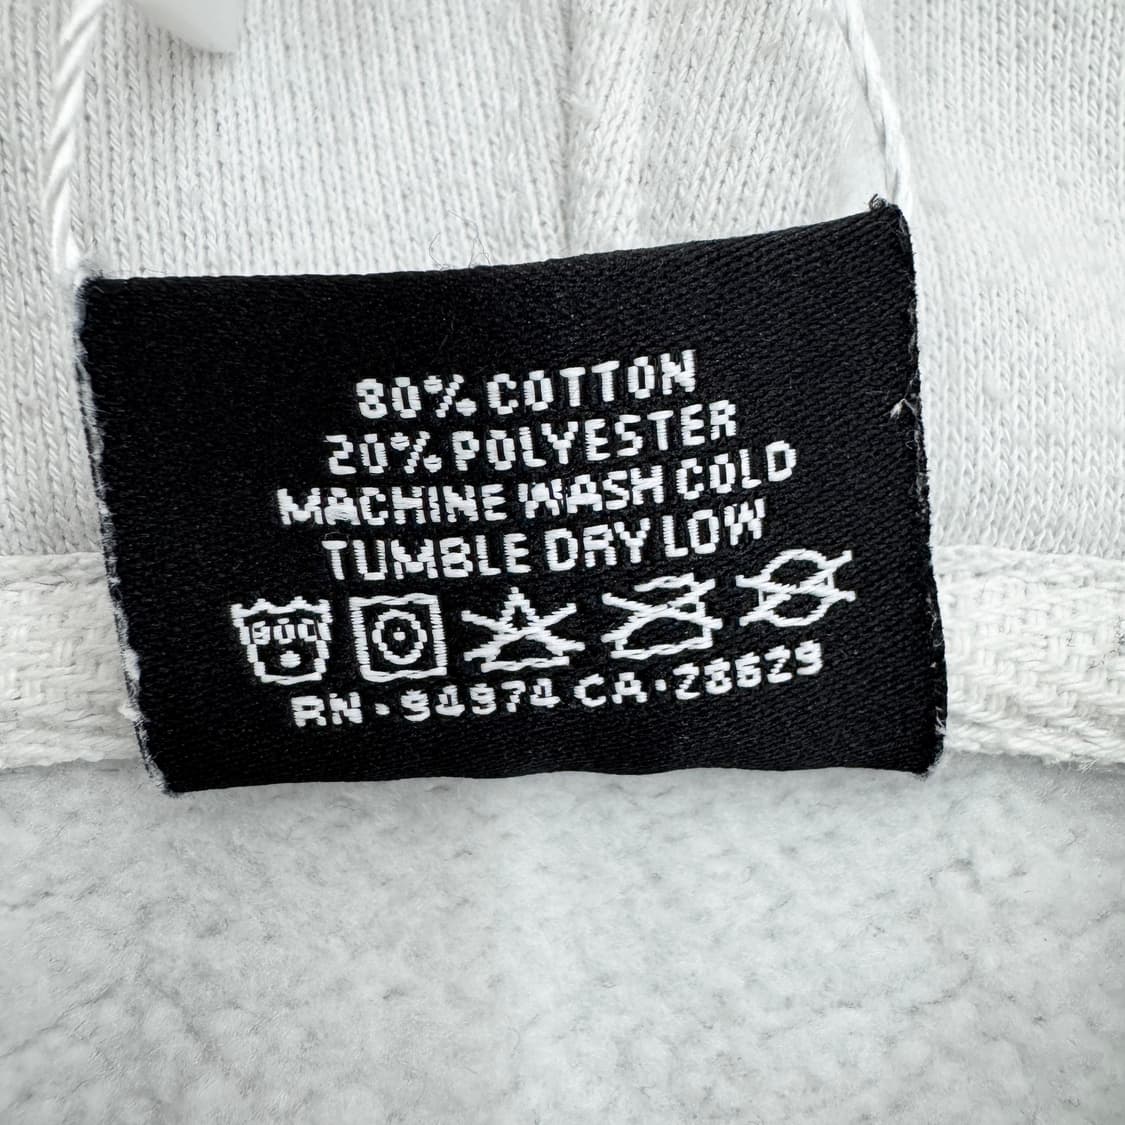 80% COTTON
20% POLYESTER
MACHINE WASH COLD
TUMBLE DRY LOW
RN·94974 CA·28629